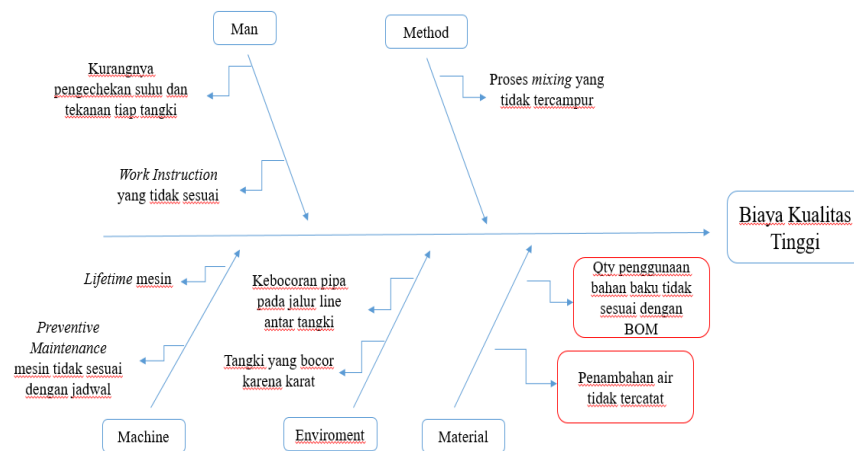 Man
Method
Kurangnya
pengechekan suhu dan
tekanan tiap tangki
Proses mixing yang
tidak tercampur
Work Instruction
yang tidak sesuai
Biaya Kualitas
Tinggi
Lifetime mesin
Preventive
Maintenance
mesin tidak sesuai
dengan jadwal
Kebocoran pipa
pada jalur line
antar tangki
Tangki yang bocor
karena karat
Qty penggunaan
bahan baku tidak
sesuai dengan
BOM
Penambahan air
tidak tercatat
Machine
Enviroment
Material